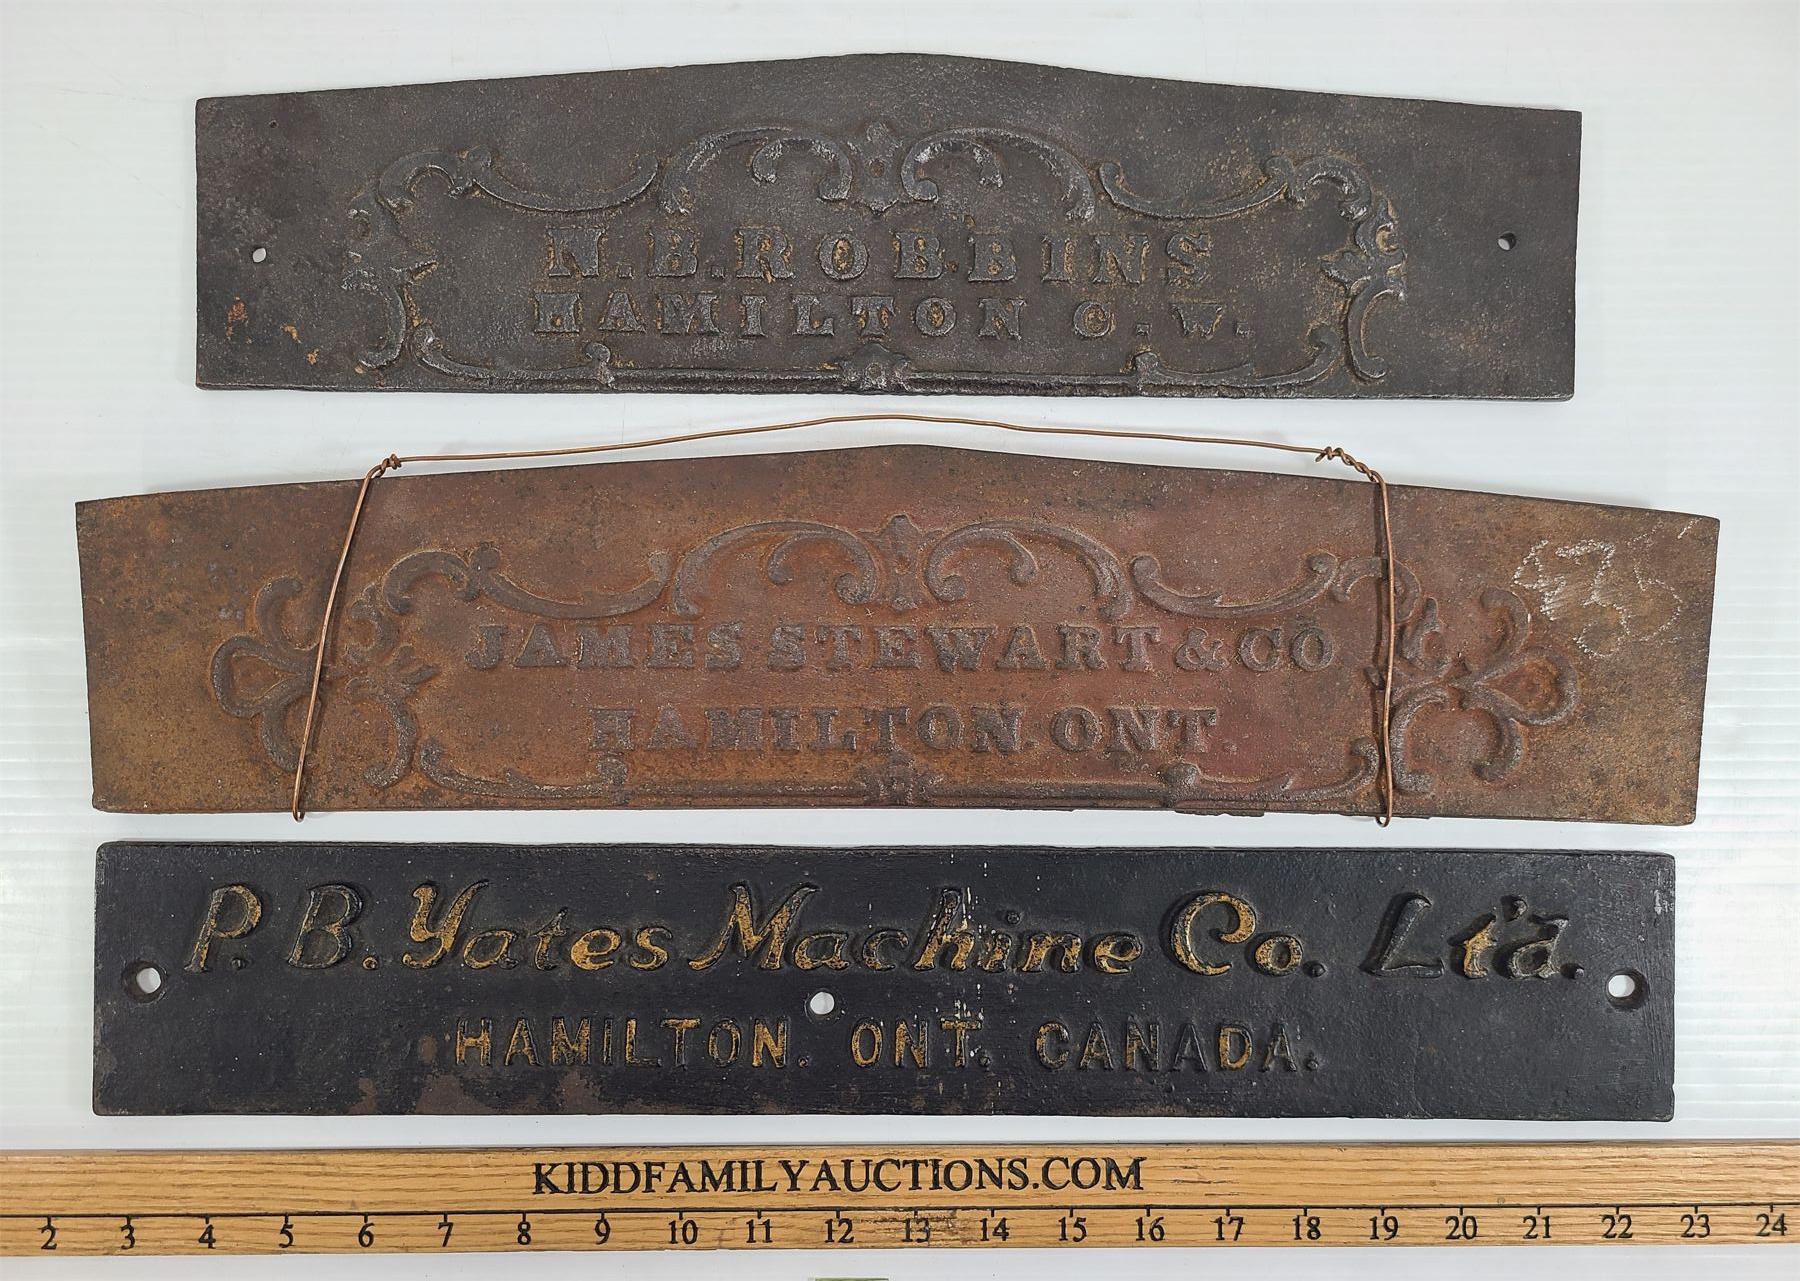 N.B.ROBBINS
HAMILTON C.W.
JAMES STEWART & CO
HAMILTON ONT.
P.B.Yates Machine Co. Lt'd.
HAMILTON. ONT. CANADA.
KIDDFAMILYAUCTIONS.COM
2 3 4 5 6 7 8 9 10 11 12 13 14 15 16 17 18 19 20 21 22 23 24